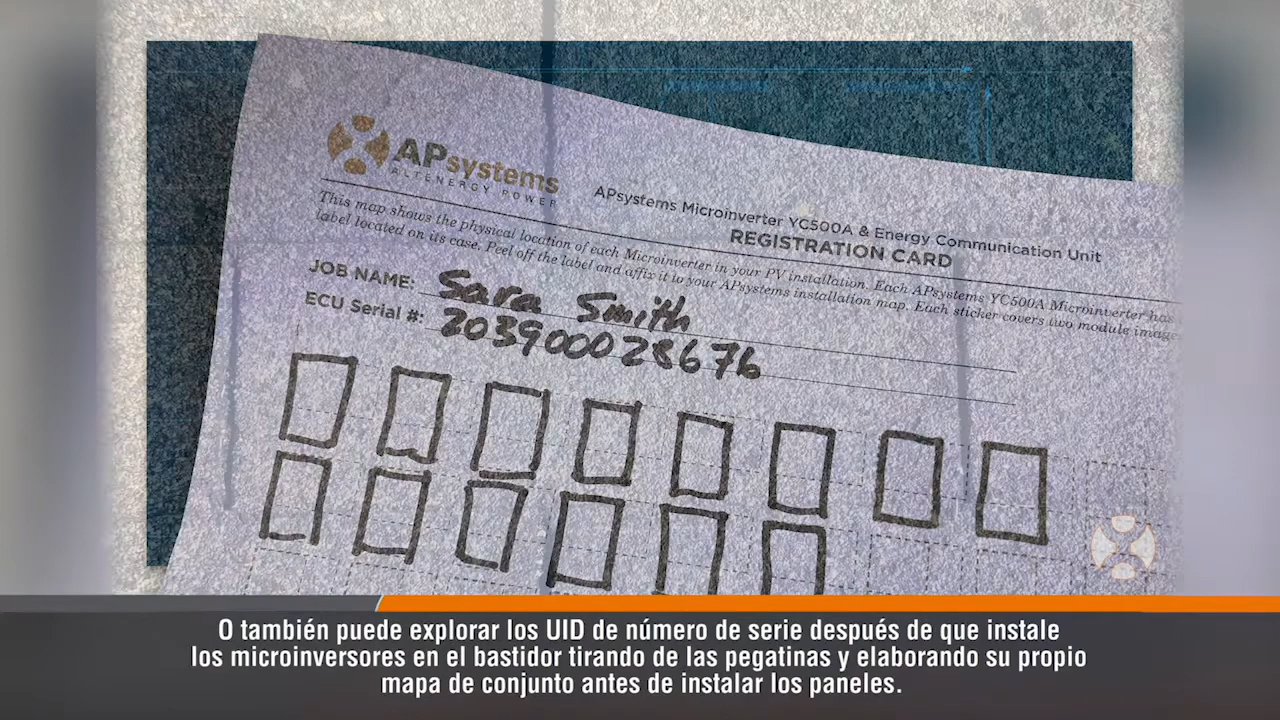 APsystems
ALTENERGY POWER
APsystems Microinverter YC500A & Energy Communication Unit
REGISTRATION CARD
This map shows the physical location of each Microinverter in your PV installation. Each APsystems YC500A Microinverter has
label located on its case. Peel off the label and affix it to your APsystems installation map. Each sticker covers two module image
JOB NAME: Sara Smith
ECU Serial #: 203900028676
O también puede explorar los UID de número de serie después de que instale
los microinversores en el bastidor tirando de las pegatinas y elaborando su propio
mapa de conjunto antes de instalar los paneles.